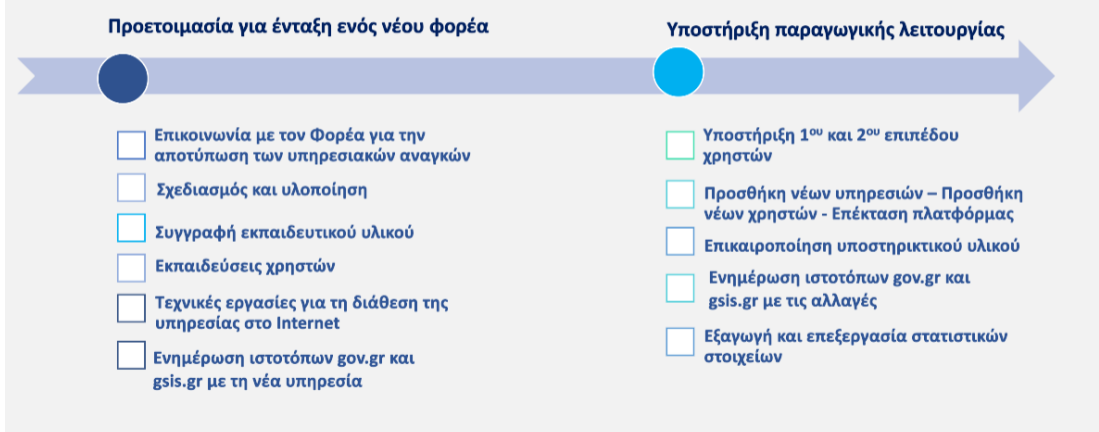 Προετοιμασία για ένταξη ενός νέου φορέα
Επικοινωνία με τον Φορέα για την
αποτύπωση των υπηρεσιακών αναγκών
Σχεδιασμός και υλοποίηση
Συγγραφή εκπαιδευτικού υλικού
Εκπαιδεύσεις χρηστών
Τεχνικές εργασίες για τη διάθεση της
υπηρεσίας στο Internet
Ενημέρωση ιστοτόπων gov.gr και
gsis.gr με τη νέα υπηρεσία
Υποστήριξη παραγωγικής λειτουργίας
Υποστήριξη 1ου και 2ου επιπέδου
χρηστών
Προσθήκη νέων υπηρεσιών – Προσθήκη
νέων χρηστών - Επέκταση πλατφόρμας
Επικαιροποίηση υποστηρικτικού υλικού
Ενημέρωση ιστοτόπων gov.gr και
gsis.gr με τις αλλαγές
Εξαγωγή και επεξεργασία στατιστικών
στοιχείων